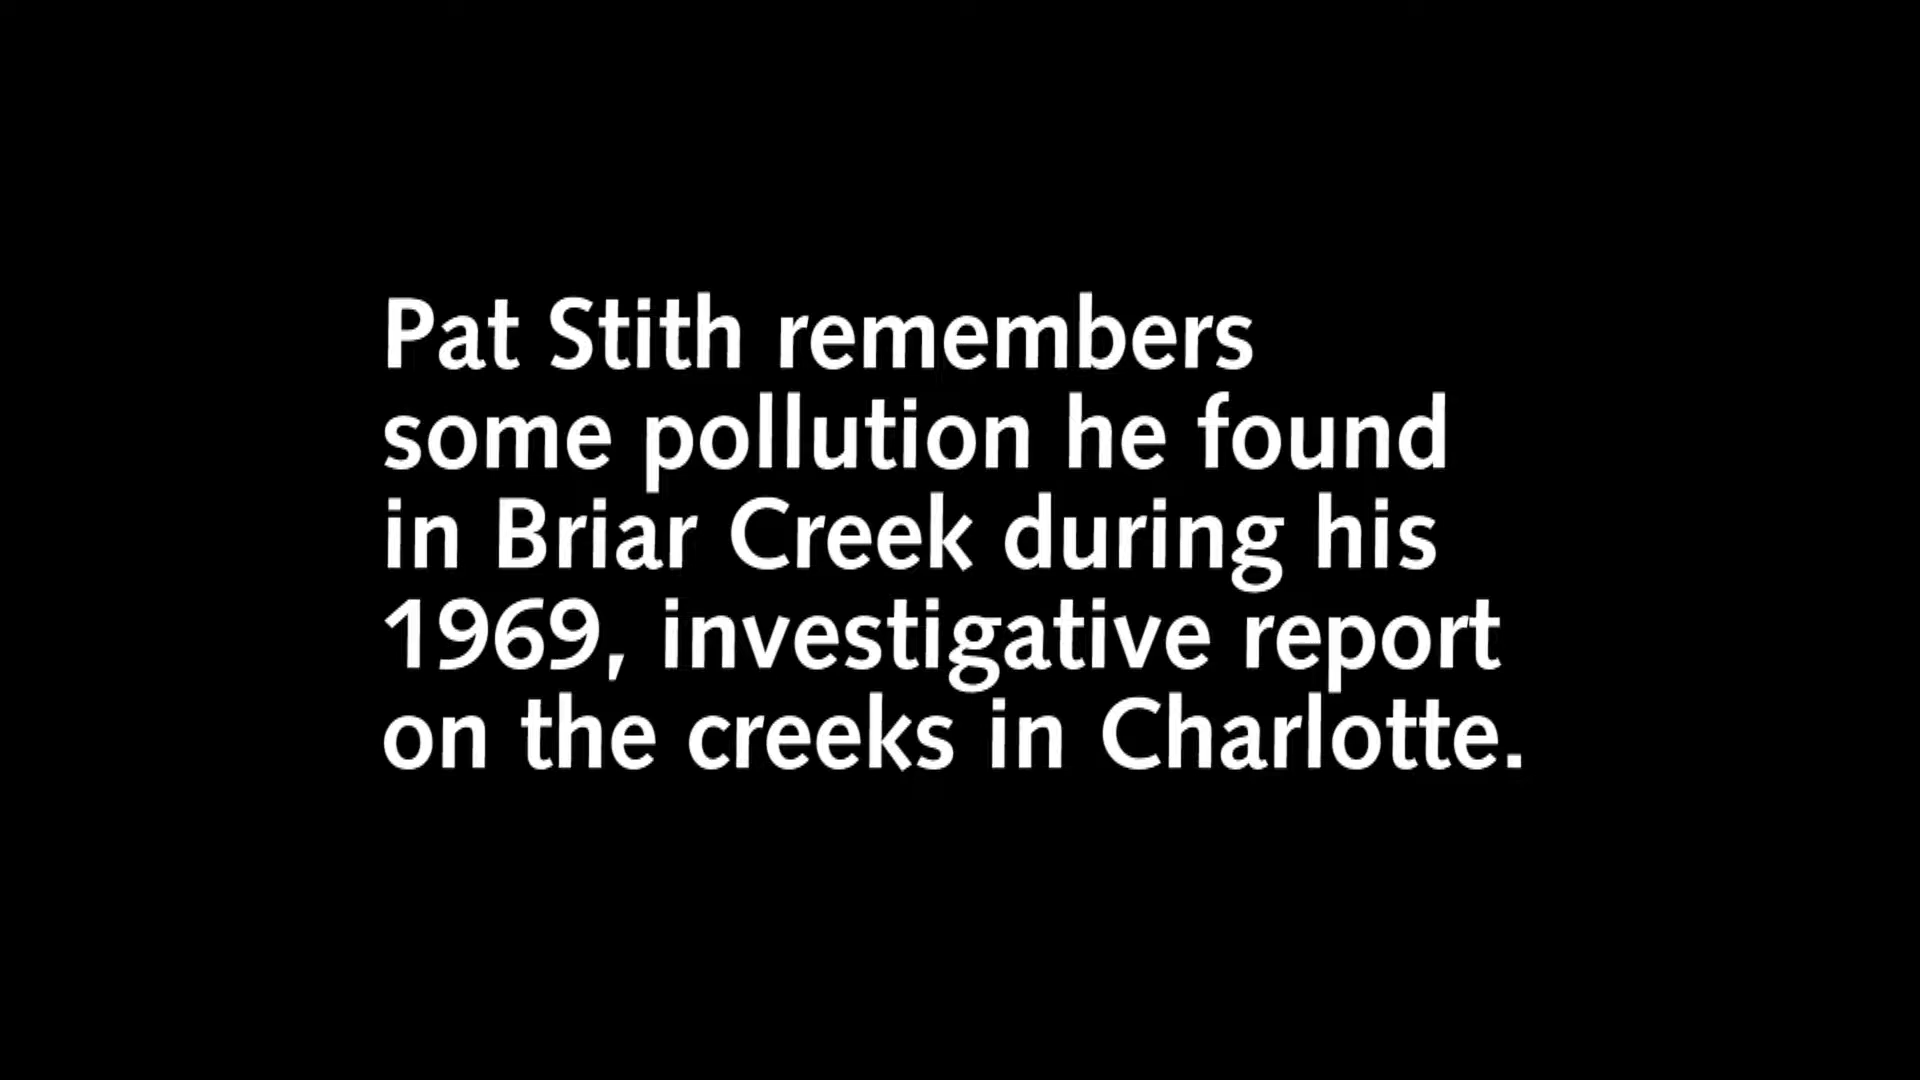 Pat Stith remembers
some pollution he found
in Briar Creek during his
1969, investigative report
on the creeks in Charlotte.